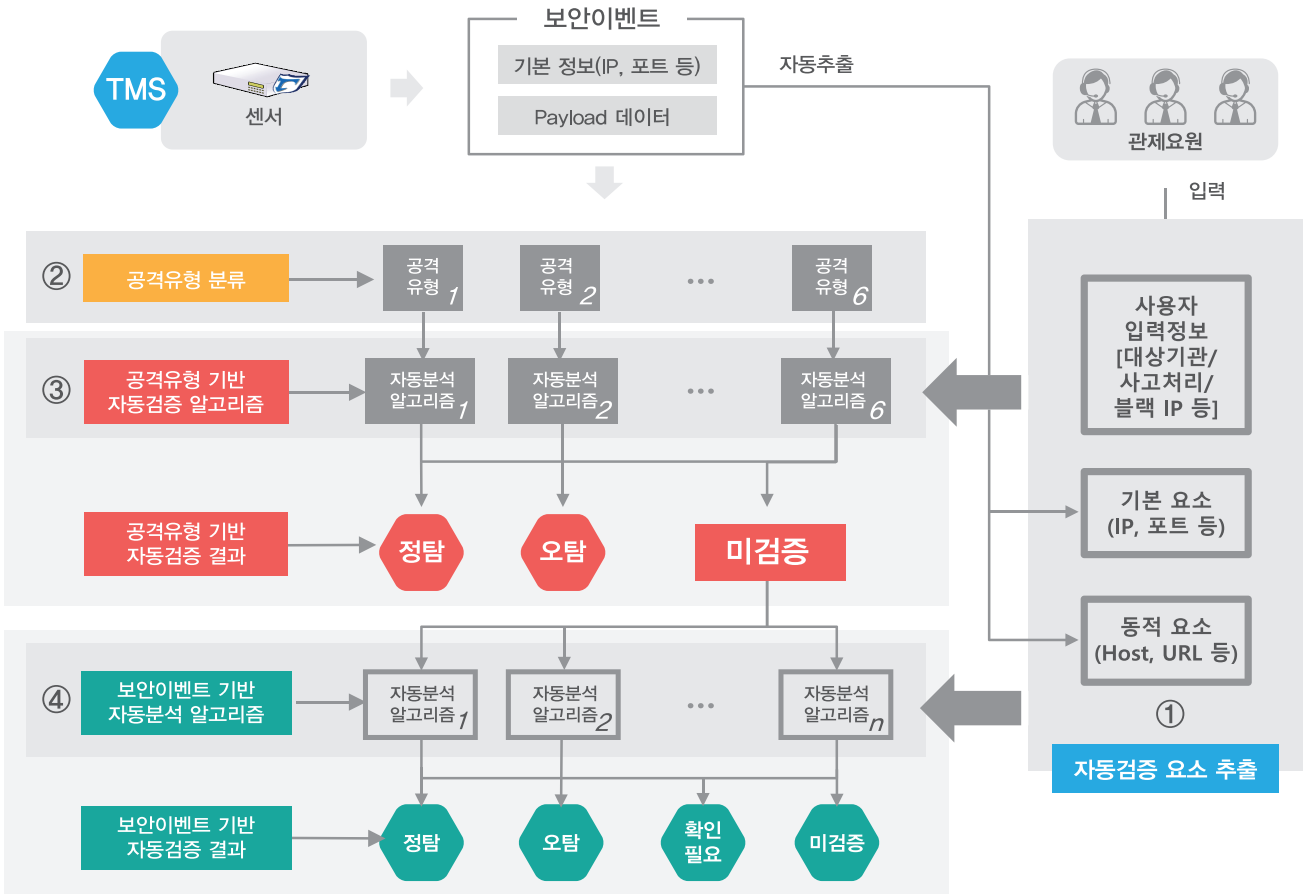 TMS
센서
보안이벤트
기본 정보(IP, 포트 등)
Payload 데이터
자동추출
관제요원
입력
②
공격유형 분류
공격
유형 1
공격
유형 2
...
공격
유형 6
③
공격유형 기반
자동검증 알고리즘
자동분석
알고리즘 1
자동분석
알고리즘 2
...
자동분석
알고리즘 6
공격유형 기반
자동검증 결과
정탐
오탐
미검증
④
보안이벤트 기반
자동분석 알고리즘
자동분석
알고리즘 1
자동분석
알고리즘 2
...
자동분석
알고리즘 n
보안이벤트 기반
자동검증 결과
정탐
오탐
확인
필요
미검증
사용자
입력정보
[대상기관/
사고처리/
블랙 IP 등]
기본 요소
(IP, 포트 등)
동적 요소
(Host, URL 등)
①
자동검증 요소 추출